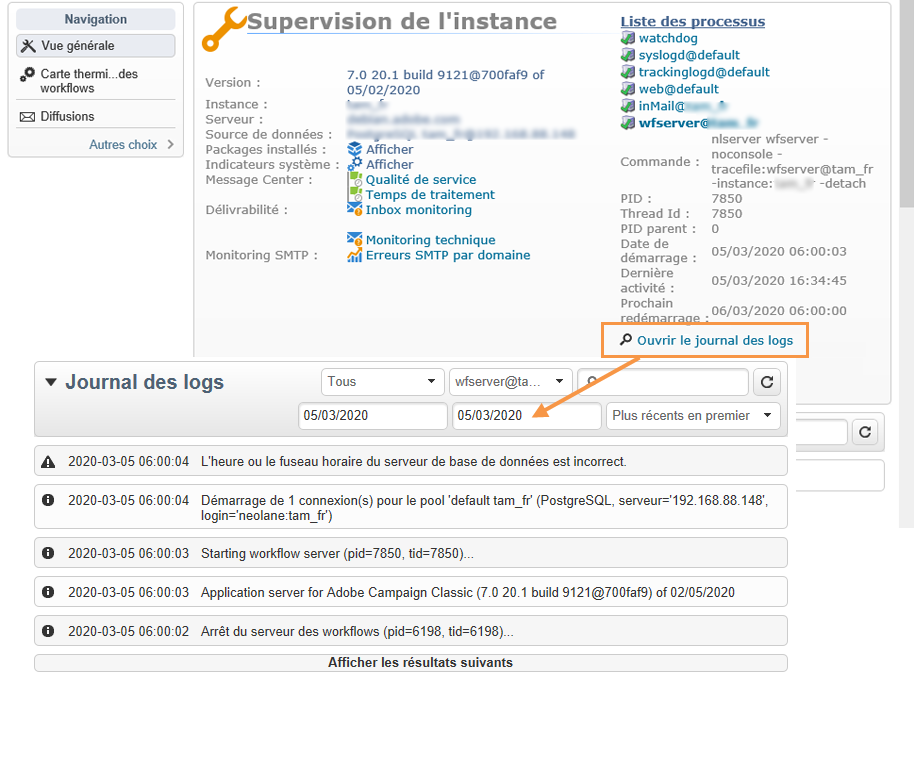 Navigation
Vue générale
Carte thermi...des
workflows
Diffusions
Autres choix
Supervision de l'instance
Version : 7.0 20.1 build 9121@700faf9 of
05/02/2020
Instance :
Serveur :
Source de données :
Packages installés : Afficher
Indicateurs système : Afficher
Message Center : Qualité de service
Temps de traitement
Délivrabilité : Inbox monitoring
Monitoring technique
Monitoring SMTP : Erreurs SMTP par domaine
Liste des processus
watchdog
syslogd@default
trackinglogd@default
web@default
inMail@
wfserver@
Commande : nlserver wfserver -
noconsole -
tracefile:wfserver@tam_fr
-instance: -detach
PID : 7850
Thread Id : 7850
PID parent : 0
Date de
démarrage : 05/03/2020 06:00:03
Dernière
activité : 05/03/2020 16:34:45
Prochain
redémarrage : 06/03/2020 06:00:00
Ouvrir le journal des logs
Journal des logs
Tous
wfserver@ta...
05/03/2020
05/03/2020
Plus récents en premier
2020-03-05 06:00:04 L'heure ou le fuseau horaire du serveur de base de données est incorrect.
2020-03-05 06:00:04 Démarrage de 1 connexion(s) pour le pool 'default tam_fr' (PostgreSQL, serveur='192.168.88.148',
login='neolane:tam_fr')
2020-03-05 06:00:03 Starting workflow server (pid=7850, tid=7850)...
2020-03-05 06:00:03 Application server for Adobe Campaign Classic (7.0 20.1 build 9121@700faf9) of 02/05/2020
2020-03-05 06:00:02 Arrêt du serveur des workflows (pid=6198, tid=6198)...
Afficher les résultats suivants